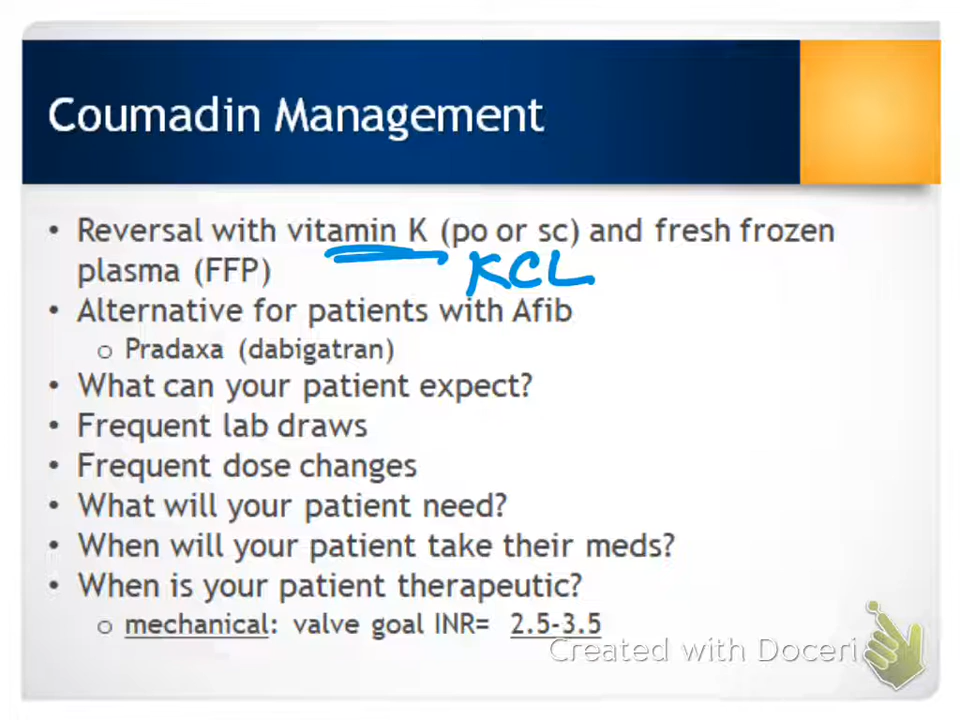 Coumadin Management
• Reversal with vitamin K (po or sc) and fresh frozen
plasma (FFP)
KCL
• Alternative for patients with Afib
o Pradaxa (dabigatran)
• What can your patient expect?
• Frequent lab draws
• Frequent dose changes
• What will your patient need?
• When will your patient take their meds?
• When is your patient therapeutic?
o mechanical: valve goal INR= 2.5-3.5
Created with Doceri